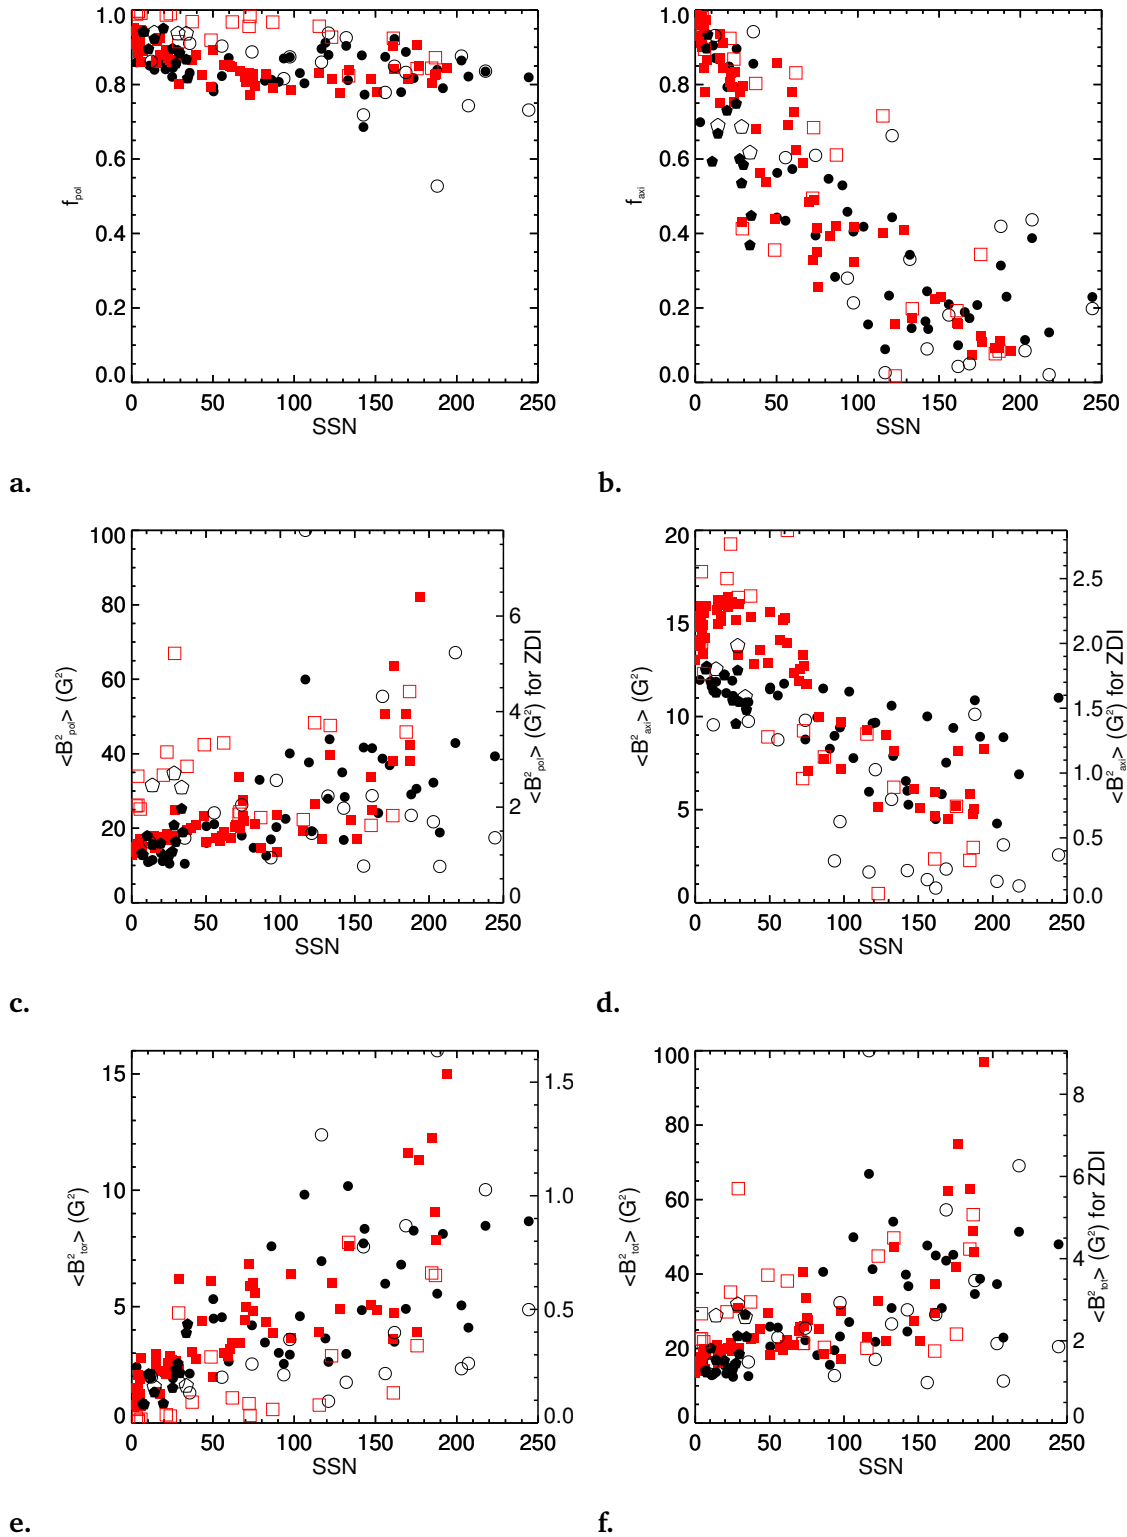 1.0
0.8
0.6
0.4
0.2
0.0
f_pol
0 50 100 150 200 250
SSN
a.
1.0
0.8
0.6
0.4
0.2
0.0
f_axi
0 50 100 150 200 250
SSN
b.
100
80
60
40
20
0
<B²_pol> (G²)
6
4
2
0
<B²_pol> (G²) for ZDI
0 50 100 150 200 250
SSN
c.
20
15
10
5
0
<B²_axi> (G²)
2.5
2.0
1.5
1.0
0.5
0.0
<B²_axi> (G²) for ZDI
0 50 100 150 200 250
SSN
d.
15
10
5
0
<B²_tor> (G²)
1.5
1.0
0.5
0.0
0 50 100 150 200 250
SSN
e.
100
80
60
40
20
0
<B²_tot> (G²)
8
6
4
2
0
<B²_tot> (G²) for ZDI
0 50 100 150 200 250
SSN
f.